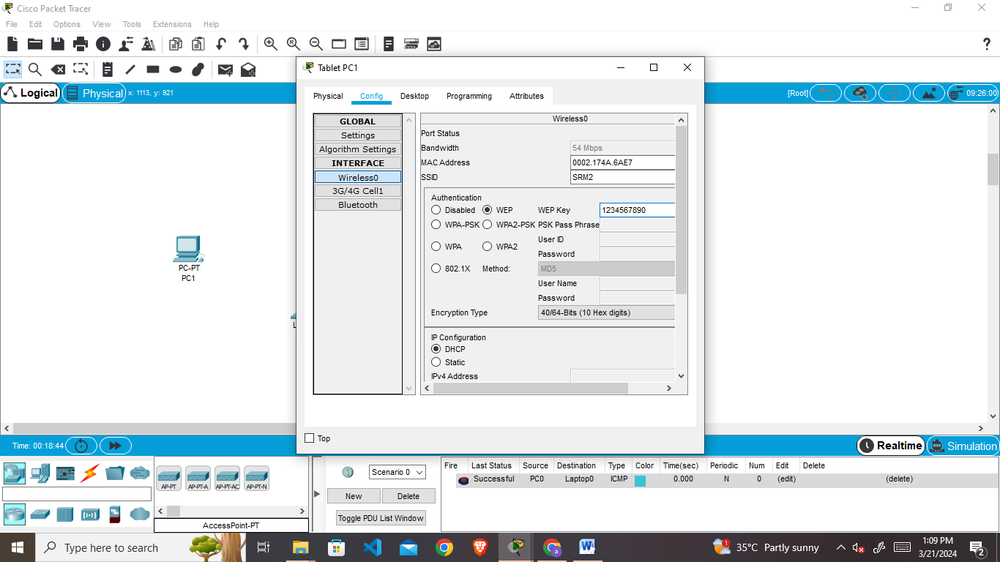 Cisco Packet Tracer
File Edit Options View Tools Extensions Help
Logical
Physical
x: 1113, y: 921
[Root]
09:26:00
PC-PT
PC1
L
Tablet PC1
Physical Config Desktop Programming Attributes
GLOBAL
Settings
Algorithm Settings
INTERFACE
Wireless0
3G/4G Cell1
Bluetooth
Wireless0
Port Status
Bandwidth 54 Mbps
MAC Address 0002.174A.6AE7
SSID SRM2
Authentication
Disabled WEP WEP Key 1234567890
WPA-PSK WPA2-PSK PSK Pass Phrase
User ID
WPA WPA2
Password
802.1X Method: MD5
User Name
Password
Encryption Type 40/64-Bits (10 Hex digits)
IP Configuration
DHCP
Static
IPv4 Address
Top
Time: 00:18:44
Realtime
Simulation
AP-PT AP-PT-A AP-PT-AC AP-PT-N
AccessPoint-PT
Scenario 0
New Delete
Toggle PDU List Window
Fire Last Status Source Destination Type Color Time(sec) Periodic Num Edit Delete
Successful PC0 Laptop0 ICMP 0.000 N 0 (edit) (delete)
Type here to search
35°C Partly sunny
1:09 PM
3/21/2024
2